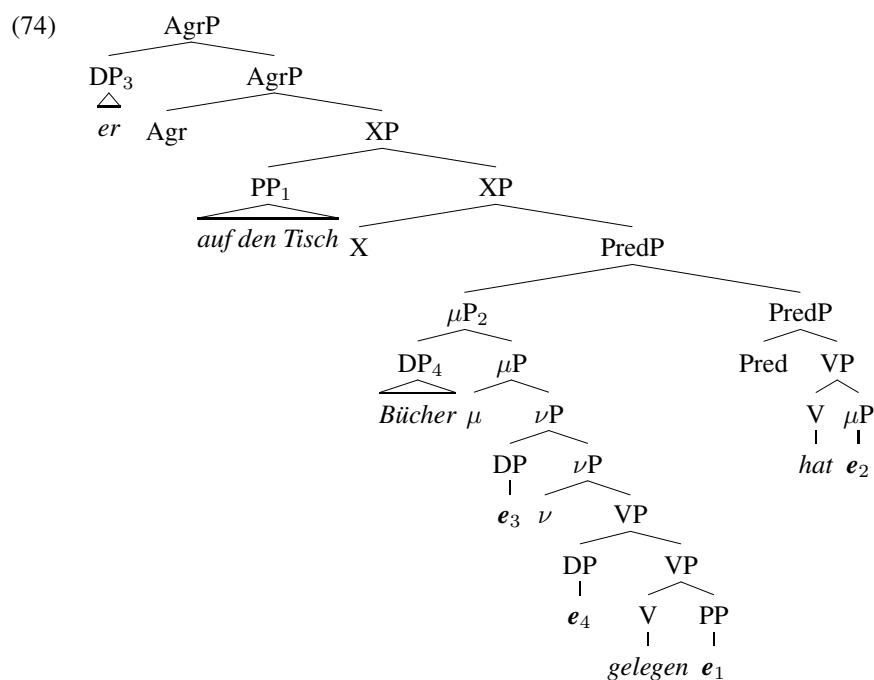 (74)
AgrP
DP₃ AgrP
er Agr XP
PP₁ XP
auf den Tisch X PredP
μP₂ PredP
DP₄ μP Pred VP
Bücher μ νP V μP
DP νP hat e₂
e₃ ν VP
DP VP
e₄ V PP
gelegen e₁